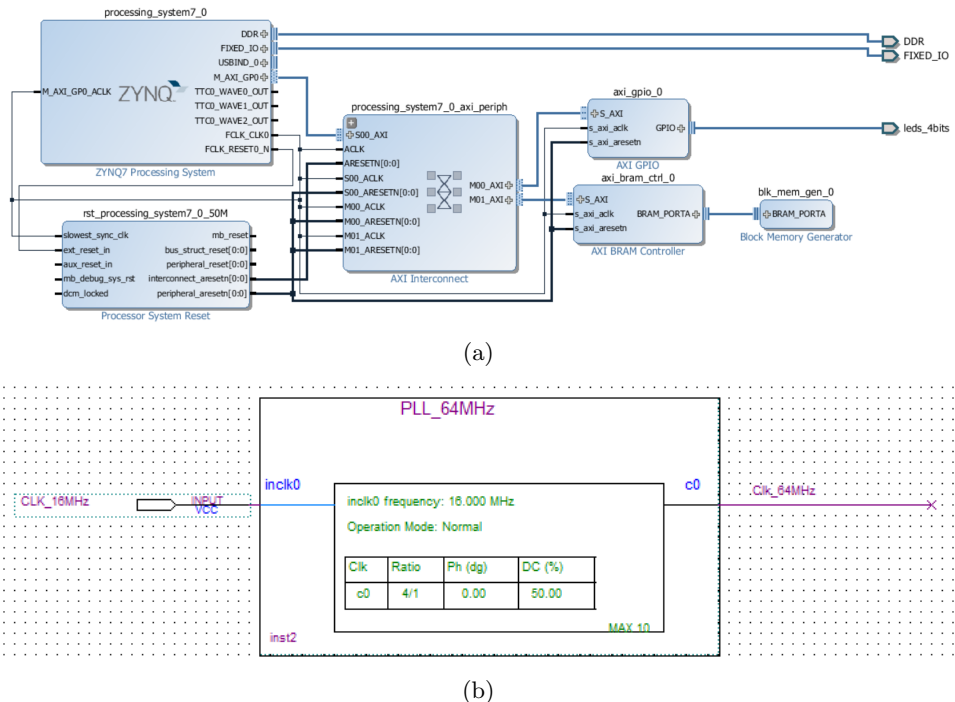 processing_system7_0
DDR
FIXED_IO
USBIND_0
M_AXI_GP0
M_AXI_GP0_ACLK
ZYNQ
TTC0_WAVE0_OUT
TTC0_WAVE1_OUT
TTC0_WAVE2_OUT
FCLK_CLK0
FCLK_RESET0_N
ZYNQ7 Processing System
rst_processing_system7_0_50M
slowest_sync_clk
mb_reset
ext_reset_in
bus_struct_reset[0:0]
aux_reset_in
peripheral_reset[0:0]
mb_debug_sys_rst
interconnect_aresetn[0:0]
dcm_locked
peripheral_aresetn[0:0]
Processor System Reset
processing_system7_0_axi_periph
S00_AXI
ACLK
ARESETN[0:0]
S00_ACLK
S00_ARESETN[0:0]
M00_ACLK
M00_ARESETN[0:0]
M01_ACLK
M01_ARESETN[0:0]
M00_AXI
M01_AXI
AXI Interconnect
axi_gpio_0
S_AXI
s_axi_aclk
GPIO
s_axi_aresetn
AXI GPIO
axi_bram_ctrl_0
S_AXI
s_axi_aclk
BRAM_PORTA
s_axi_aresetn
AXI BRAM Controller
blk_mem_gen_0
BRAM_PORTA
Block Memory Generator
DDR
FIXED_IO
leds_4bits
(a)
PLL_64MHz
CLK_16MHz
INPUT
VCC
inclk0
c0
Clk_64MHz
inclk0 frequency: 16.000 MHz
Operation Mode: Normal
Clk Ratio Ph (dg) DC (%)
c0 4/1 0.00 50.00
MAX 10
inst2
(b)